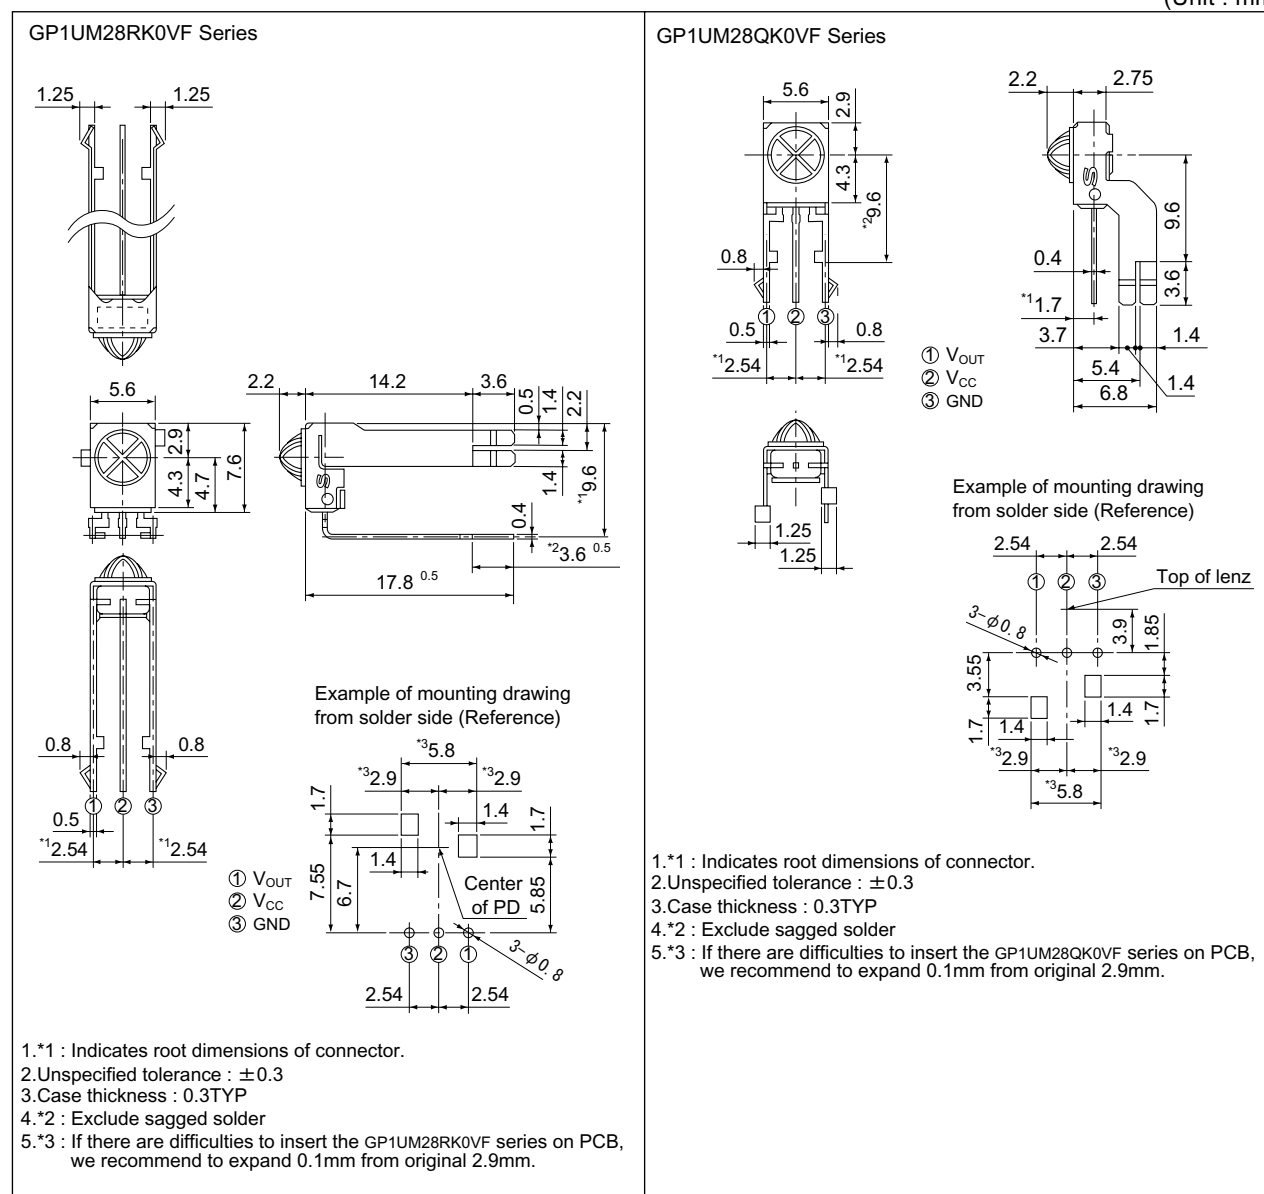 (Unit : mm
GP1UM28RK0VF Series
1.25 1.25
5.6
2.9
4.3
4.7
7.6
2.2 14.2 3.6
0.5
1.4
2.2
1.4
*19.6
0.4
*23.6 0.5
17.8 0.5
0.8 0.8
① ② ③
0.5
*12.54 *12.54
① VOUT
② VCC
③ GND
Example of mounting drawing
from solder side (Reference)
*35.8
*32.9 *32.9
1.7
1.4
1.7
7.55
6.7
1.4
Center
of PD
5.85
③ ② ①
3-φ0.8
2.54 2.54
1.*1 : Indicates root dimensions of connector.
2.Unspecified tolerance : ±0.3
3.Case thickness : 0.3TYP
4.*2 : Exclude sagged solder
5.*3 : If there are difficulties to insert the GP1UM28RK0VF series on PCB,
we recommend to expand 0.1mm from original 2.9mm.
GP1UM28QK0VF Series
5.6
2.9
4.3
*29.6
0.8
① ② ③
0.5 0.8
*12.54 *12.54
2.2 2.75
9.6
0.4
3.6
*11.7
3.7 1.4
5.4
1.4
6.8
① VOUT
② VCC
③ GND
1.25
1.25
Example of mounting drawing
from solder side (Reference)
2.54 2.54
① ② ③
Top of lenz
3-φ0.8
3.9
1.85
3.55
1.7
1.4
1.4
1.7
*32.9 *32.9
*35.8
1.*1 : Indicates root dimensions of connector.
2.Unspecified tolerance : ±0.3
3.Case thickness : 0.3TYP
4.*2 : Exclude sagged solder
5.*3 : If there are difficulties to insert the GP1UM28QK0VF series on PCB,
we recommend to expand 0.1mm from original 2.9mm.